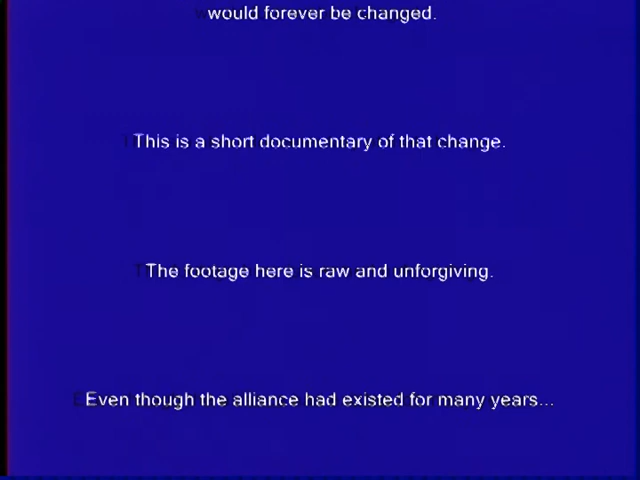 would forever be changed.
This is a short documentary of that change.
The footage here is raw and unforgiving.
Even though the alliance had existed for many years...